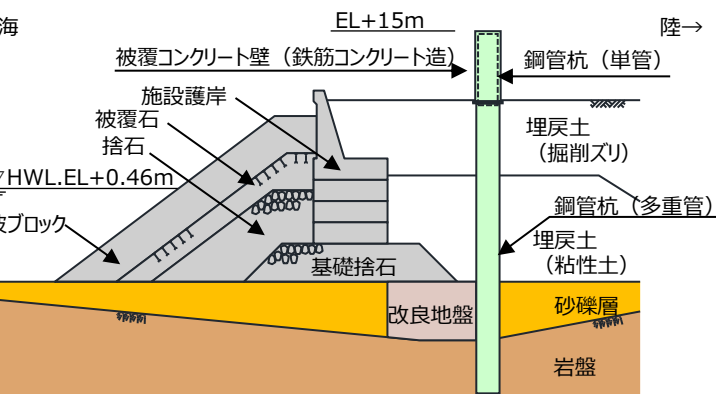 海
EL+15m
陸→
被覆コンクリート壁（鉄筋コンクリート造）
鋼管杭（単管）
施設護岸
被覆石
捨石
埋戻土
（掘削ズリ）
HWL.EL+0.46m
鋼管杭（多重管）
ブロック
埋戻土
（粘性土）
基礎捨石
改良地盤
砂礫層
岩盤